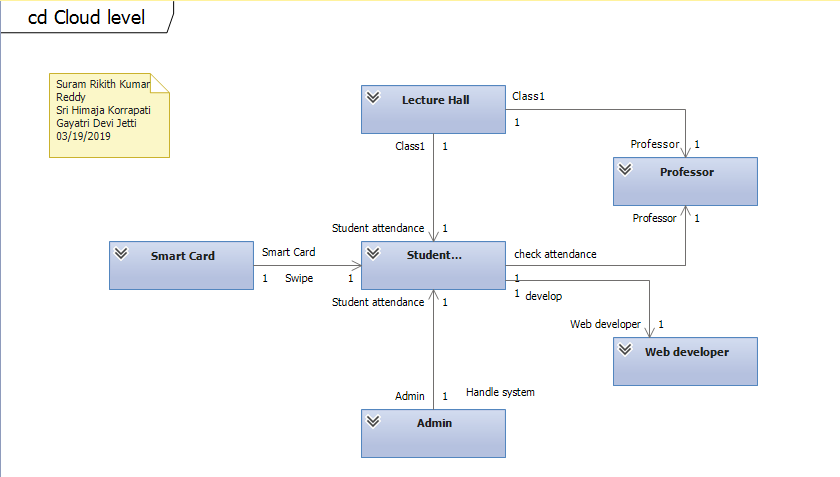 cd Cloud level
Suram Rikith Kumar
Reddy
Sri Himaja Korrapati
Gayatri Devi Jetti
03/19/2019
Lecture Hall
Class1
1
Class1
1
Professor
1
Professor
Professor
1
Student attendance
1
Smart Card
Smart Card
1
Swipe
1
Student...
check attendance
1
1
develop
Student attendance
1
Web developer
1
Web developer
Admin
1
Handle system
Admin